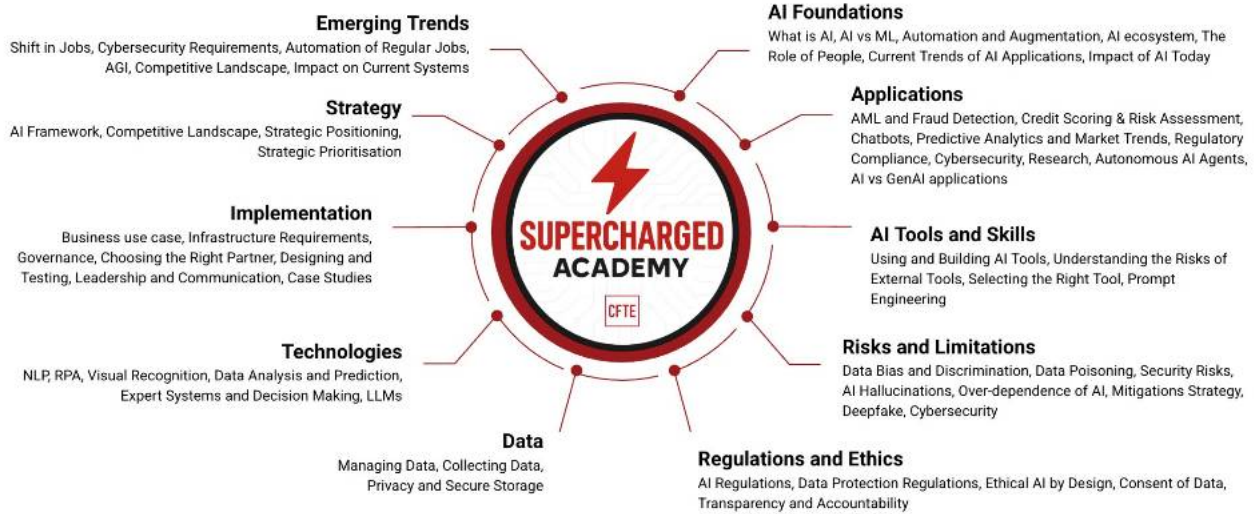 Emerging Trends
Shift in Jobs, Cybersecurity Requirements, Automation of Regular Jobs,
AGI, Competitive Landscape, Impact on Current Systems
Strategy
AI Framework, Competitive Landscape, Strategic Positioning,
Strategic Prioritisation
Implementation
Business use case, Infrastructure Requirements,
Governance, Choosing the Right Partner, Designing and
Testing, Leadership and Communication, Case Studies
Technologies
NLP, RPA, Visual Recognition, Data Analysis and Prediction,
Expert Systems and Decision Making, LLMs
Data
Managing Data, Collecting Data,
Privacy and Secure Storage
SUPERCHARGED
ACADEMY
CFTE
AI Foundations
What is AI, AI vs ML, Automation and Augmentation, AI ecosystem, The
Role of People, Current Trends of AI Applications, Impact of AI Today
Applications
AML and Fraud Detection, Credit Scoring & Risk Assessment,
Chatbots, Predictive Analytics and Market Trends, Regulatory
Compliance, Cybersecurity, Research, Autonomous AI Agents,
AI vs GenAI applications
AI Tools and Skills
Using and Building AI Tools, Understanding the Risks of
External Tools, Selecting the Right Tool, Prompt
Engineering
Risks and Limitations
Data Bias and Discrimination, Data Poisoning, Security Risks,
AI Hallucinations, Over-dependence of AI, Mitigations Strategy,
Deepfake, Cybersecurity
Regulations and Ethics
AI Regulations, Data Protection Regulations, Ethical AI by Design, Consent of Data,
Transparency and Accountability